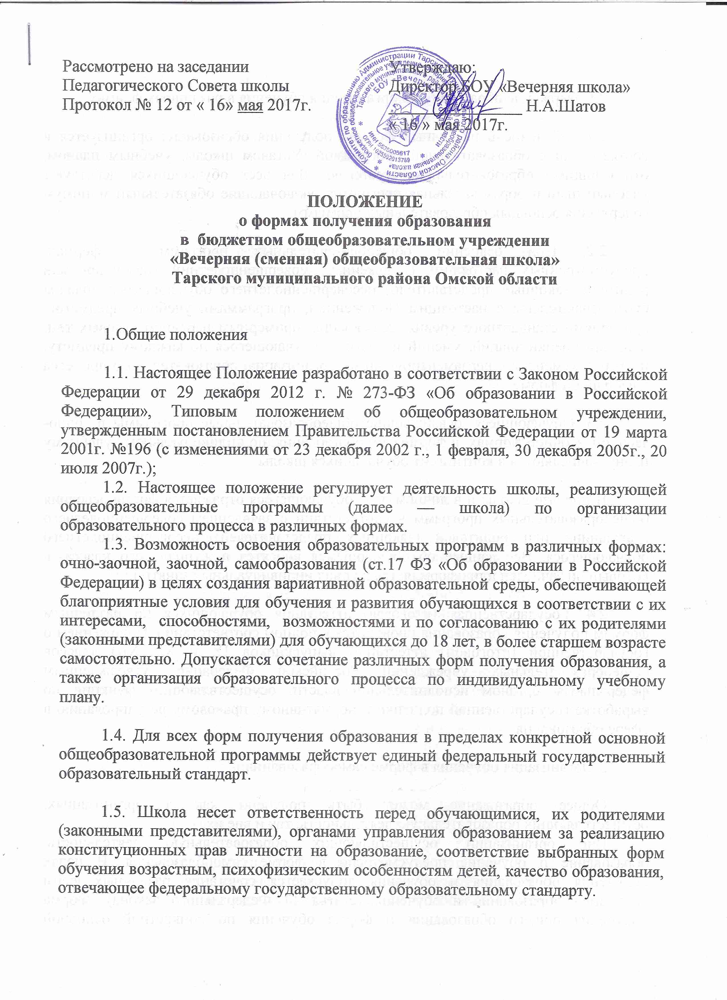 Рассмотрено на заседании
Педагогического Совета школы
Протокол № 12 от « 16» мая 2017г.
Утверждаю:
Директор БОУ «Вечерняя школа»
Н.А.Шатов
« 16 » мая 2017г.
Комитет по образованию Администрации Тарского муниципального района Омской области
БОУ «Вечерняя школа»
ИНН 5535005617
ОГРН 1025502013789
ПОЛОЖЕНИЕ
о формах получения образования
в бюджетном общеобразовательном учреждении
«Вечерняя (сменная) общеобразовательная школа»
Тарского муниципального района Омской области
1.Общие положения
1.1. Настоящее Положение разработано в соответствии с Законом Российской
Федерации от 29 декабря 2012 г. № 273-ФЗ «Об образовании в Российской
Федерации», Типовым положением об общеобразовательном учреждении,
утвержденным постановлением Правительства Российской Федерации от 19 марта
2001г. №196 (с изменениями от 23 декабря 2002 г., 1 февраля, 30 декабря 2005г., 20
июля 2007г.);
1.2. Настоящее положение регулирует деятельность школы, реализующей
общеобразовательные программы (далее — школа) по организации
образовательного процесса в различных формах.
1.3. Возможность освоения образовательных программ в различных формах:
очно-заочной, заочной, самообразования (ст.17 ФЗ «Об образовании в Российской
Федерации) в целях создания вариативной образовательной среды, обеспечивающей
благоприятные условия для обучения и развития обучающихся в соответствии с их
интересами, способностями, возможностями и по согласованию с их родителями
(законными представителями) для обучающихся до 18 лет, в более старшем возрасте
самостоятельно. Допускается сочетание различных форм получения образования, а
также организация образовательного процесса по индивидуальному учебному
плану.
1.4. Для всех форм получения образования в пределах конкретной основной
общеобразовательной программы действует единый федеральный государственный
образовательный стандарт.
1.5. Школа несет ответственность перед обучающимися, их родителями
(законными представителями), органами управления образованием за реализацию
конституционных прав личности на образование, соответствие выбранных форм
обучения возрастным, психофизическим особенностям детей, качество образования,
отвечающее федеральному государственному образовательному стандарту.